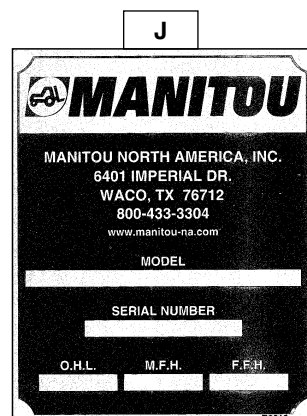 J
MANITOU
MANITOU NORTH AMERICA, INC.
6401 IMPERIAL DR.
WACO, TX 76712
800-433-3304
www.manitou-na.com
MODEL
SERIAL NUMBER
O.H.L. M.F.H. F.F.H.